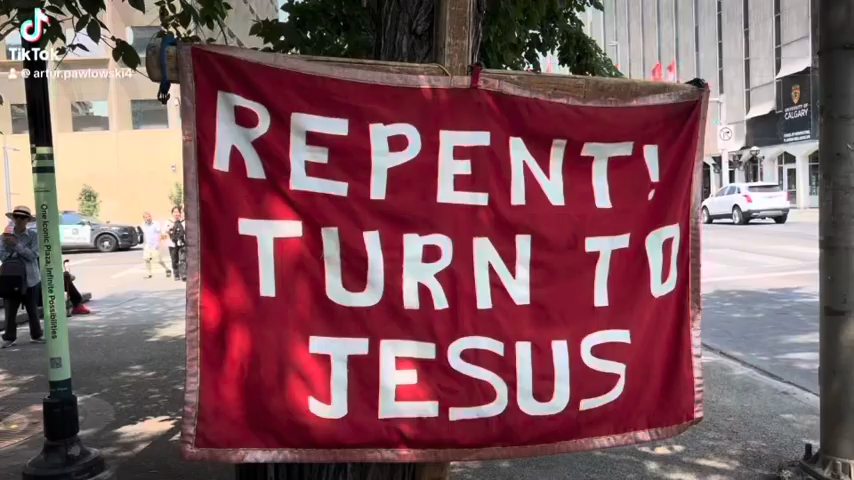 TikTok
@ artur.pawlowski4
REPENT!
TURN TO
JESUS
One Iconic Plaza, Infinite Possibilities
UNIVERSITY OF
CALGARY